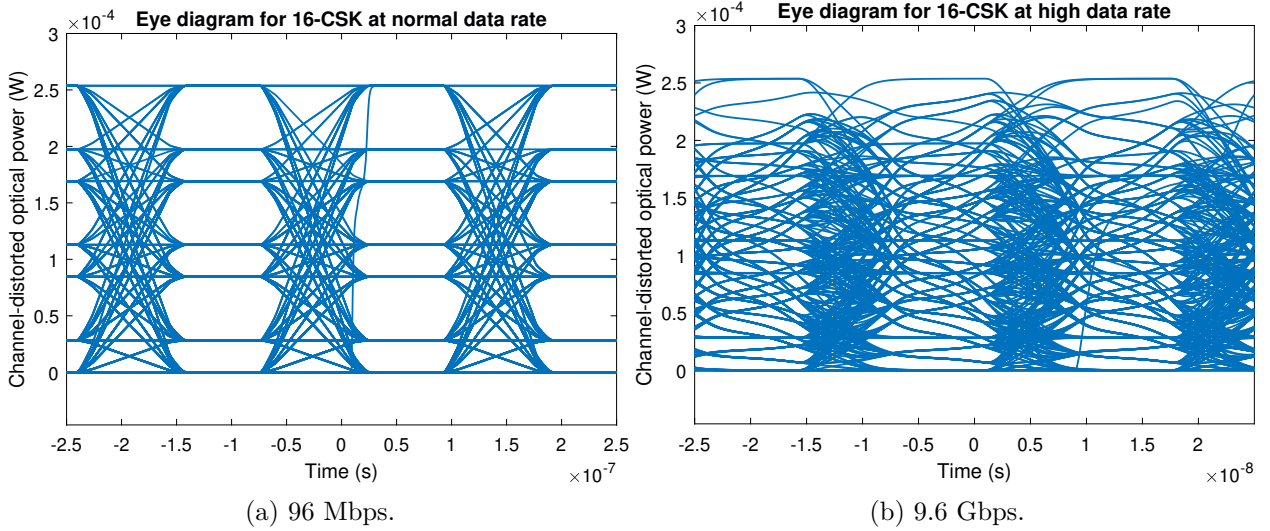 Eye diagram for 16-CSK at normal data rate
×10-4
3
2.5
2
1.5
1
0.5
0
Channel-distorted optical power (W)
-2.5 -2 -1.5 -1 -0.5 0 0.5 1 1.5 2 2.5
Time (s)
×10-7
(a) 96 Mbps.
Eye diagram for 16-CSK at high data rate
×10-4
3
2.5
2
1.5
1
0.5
0
Channel-distorted optical power (W)
-2.5 -2 -1.5 -1 -0.5 0 0.5 1 1.5 2
Time (s)
×10-8
(b) 9.6 Gbps.